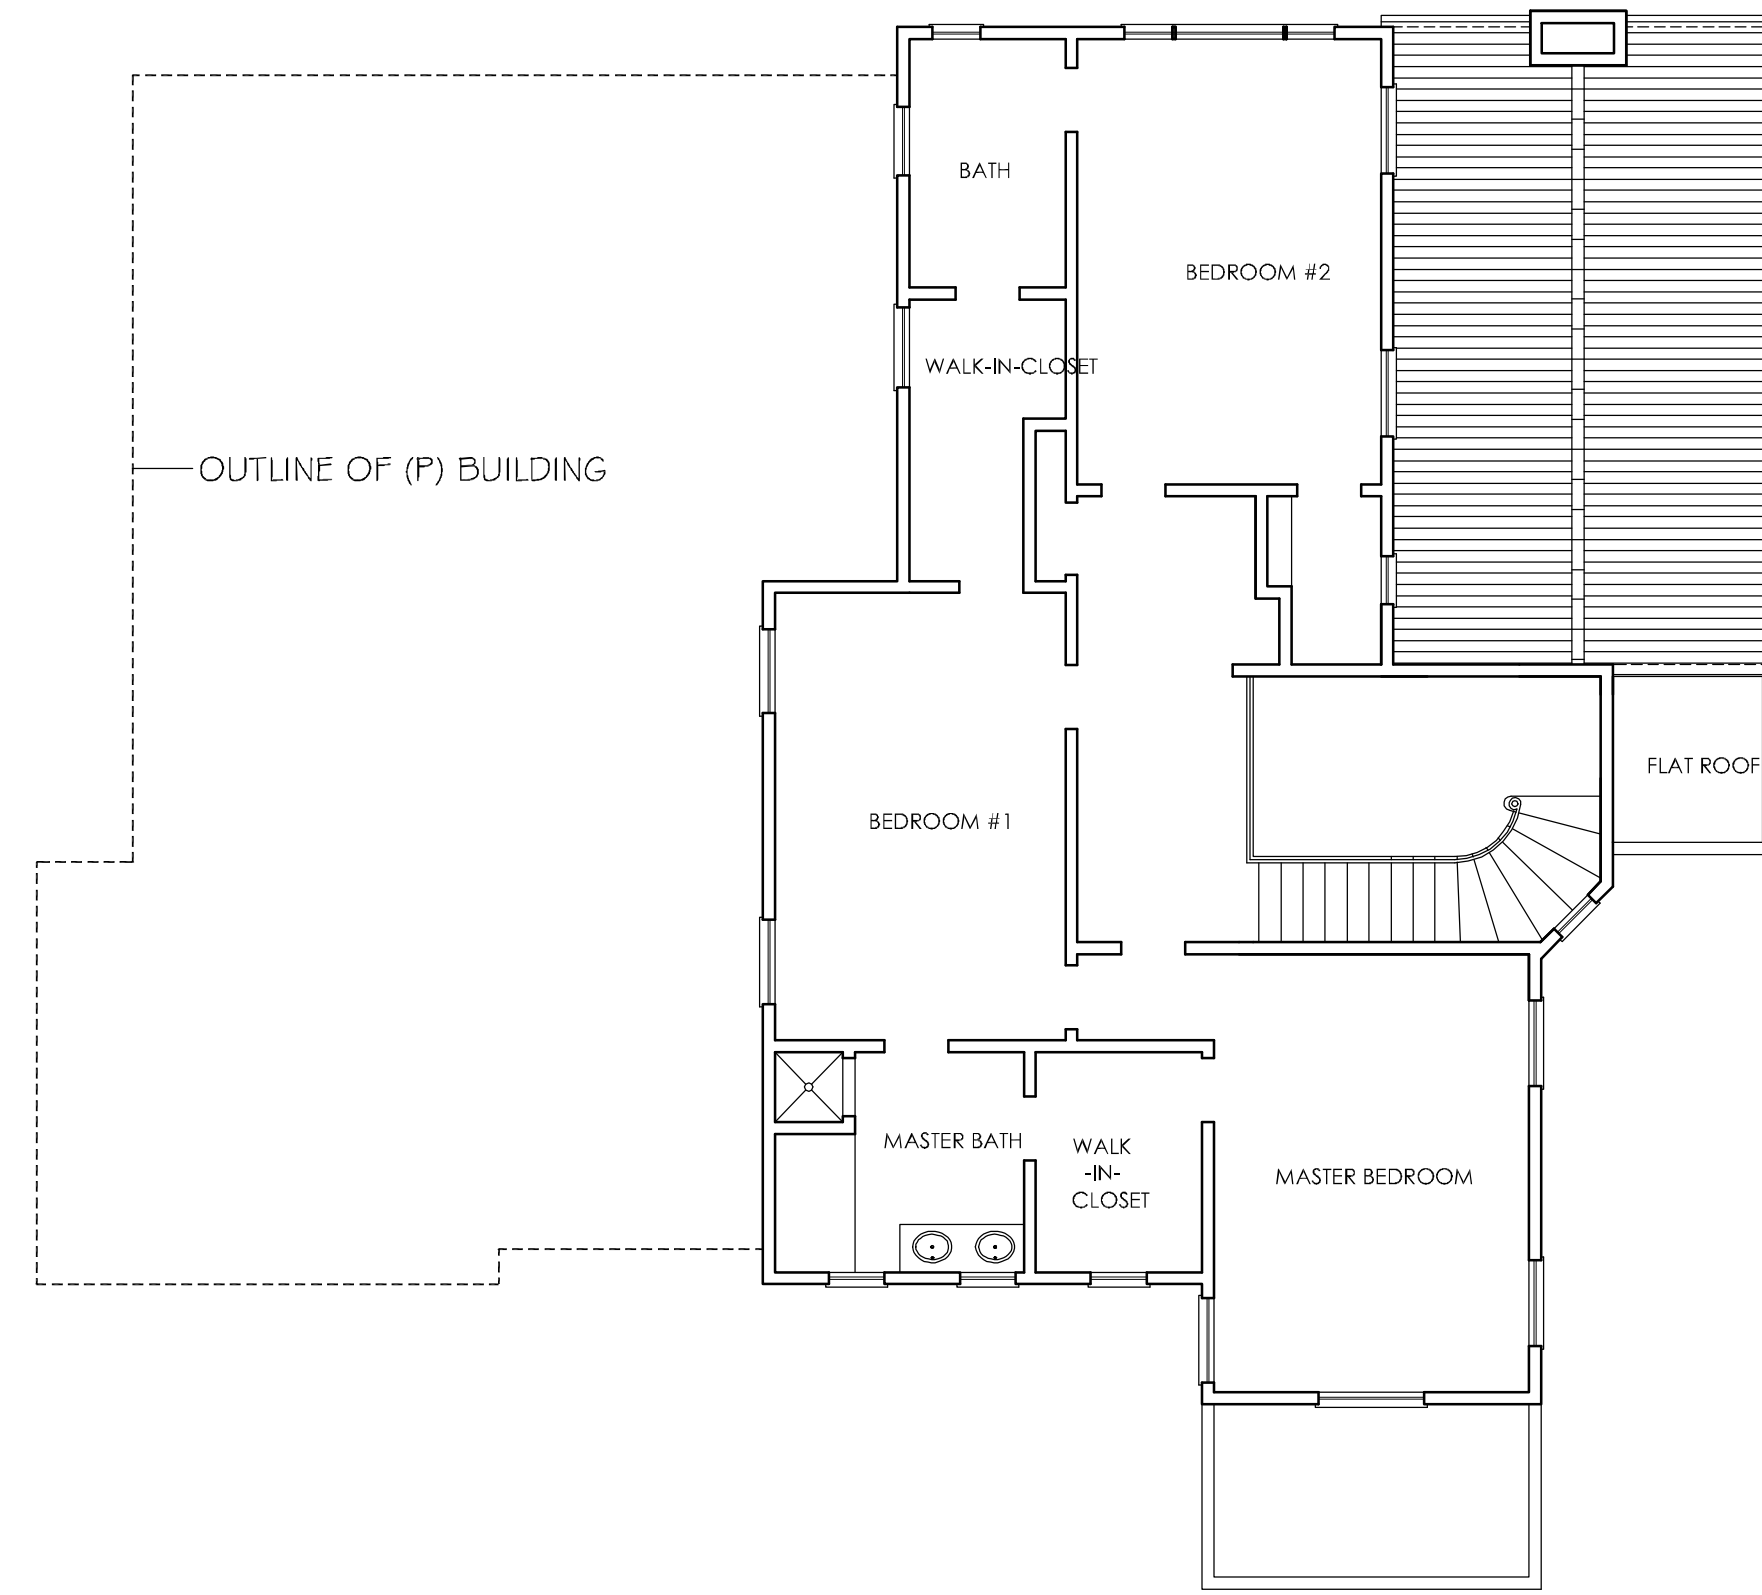 BATH
BEDROOM #2
WALK-IN-CLOSET
OUTLINE OF (P) BUILDING
FLAT ROOF
BEDROOM #1
MASTER BATH
WALK
-IN-
CLOSET
MASTER BEDROOM